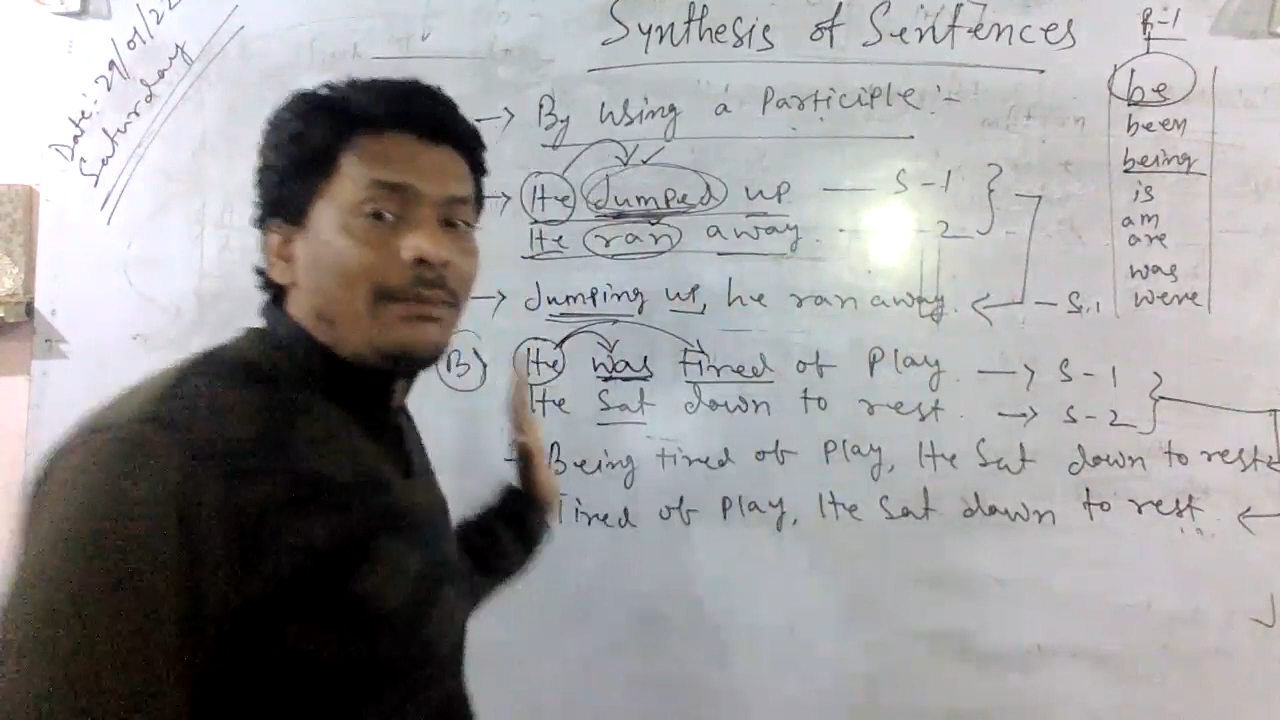 Date:- 29/01/22
Saturday
Synthesis of Sentences
→ By using a Participle :-
→ He Jumped up — S-1
He ran away. 2
→ Jumping up, he ran away. ← S.1
B) He was tired of Play. → S-1
He Sat down to rest. → S-2
Being tired of Play, He Sat down to rest
Tired of Play, He Sat down to rest ←
be
been
being
is
am
are
was
were